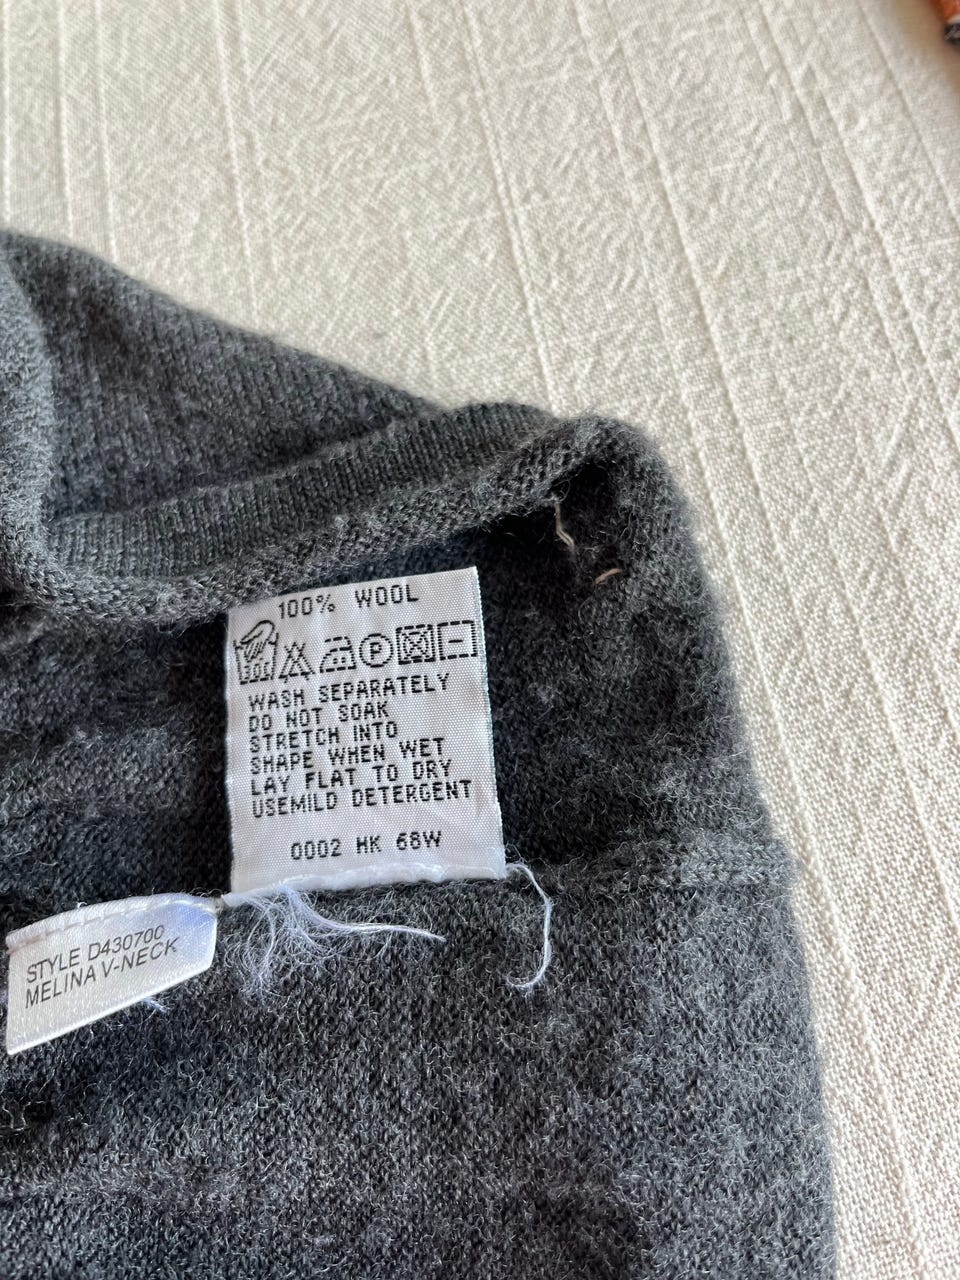 100% WOOL
P
WASH SEPARATELY
DO NOT SOAK
STRETCH INTO
SHAPE WHEN WET
LAY FLAT TO DRY
USEMILD DETERGENT
0002 HK 68W
STYLE D430700
MELINA V-NECK